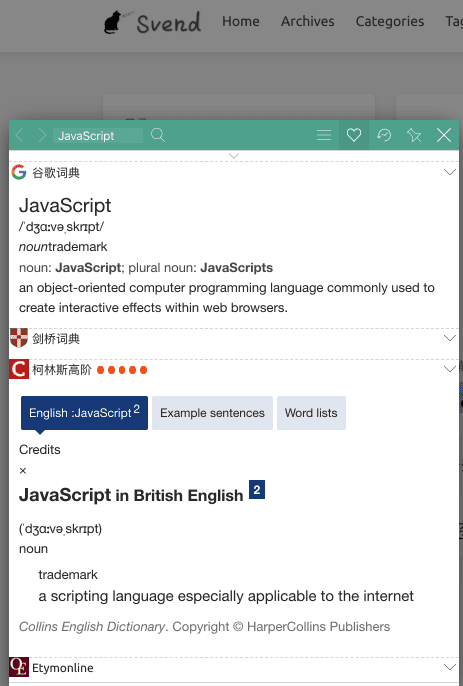 Svend Home Archives Categories Tag
JavaScript
谷歌词典
JavaScript
/ˈdʒɑːvəˌskrɪpt/
nountrademark
noun: JavaScript; plural noun: JavaScripts
an object-oriented computer programming language commonly used to
create interactive effects within web browsers.
剑桥词典
柯林斯高阶
English :JavaScript 2 Example sentences Word lists
Credits
×
JavaScript in British English 2
(ˈdʒɑːvəˌskrɪpt)
noun
trademark
a scripting language especially applicable to the internet
Collins English Dictionary. Copyright © HarperCollins Publishers
OE Etymonline